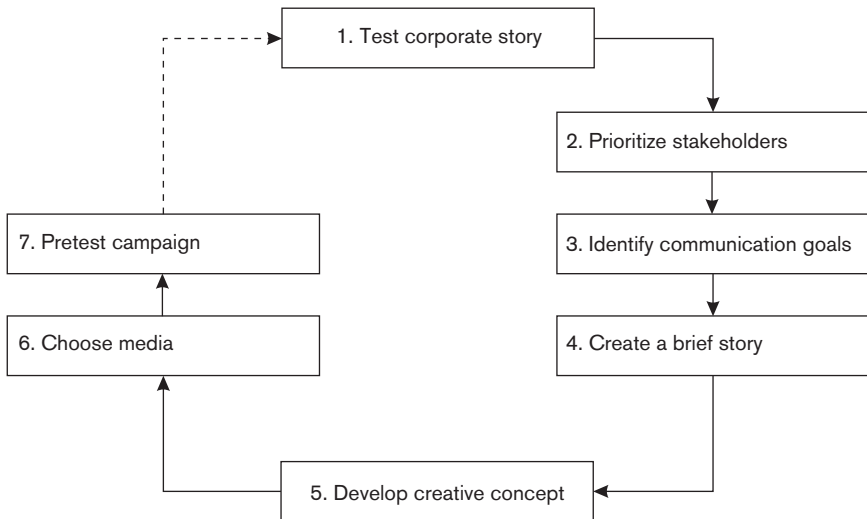 1. Test corporate story
2. Prioritize stakeholders
3. Identify communication goals
4. Create a brief story
5. Develop creative concept
6. Choose media
7. Pretest campaign